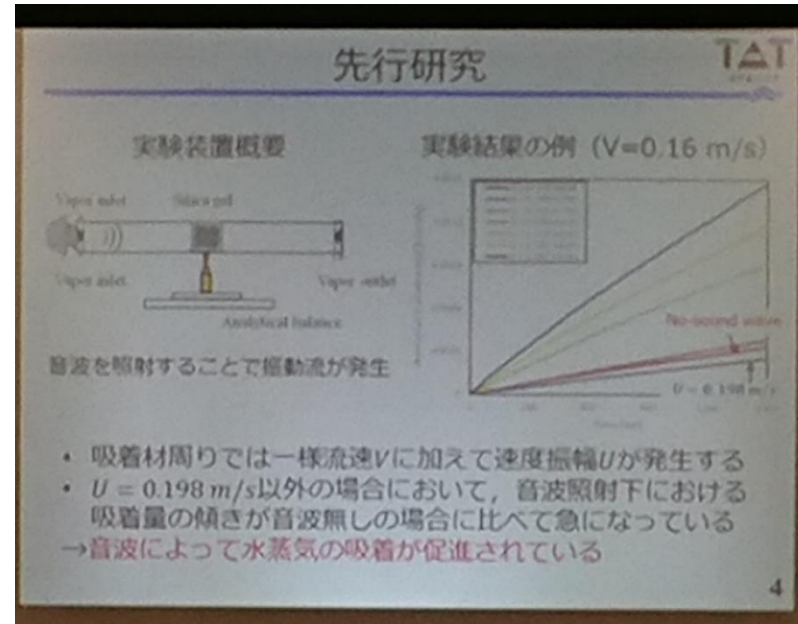 先行研究
TAT
実験装置概要
Vapor inlet
Silica gel
Vapor inlet
Vapor outlet
Analytical balance
音波を照射することで振動流が発生
実験結果の例（V=0.16 m/s）
No-sound wave
U = 0.198 m/s
• 吸着材周りでは一様流速Vに加えて速度振幅Uが発生する
• U = 0.198 m/s以外の場合において，音波照射下における
吸着量の傾きが音波無しの場合に比べて急になっている
→音波によって水蒸気の吸着が促進されている
4